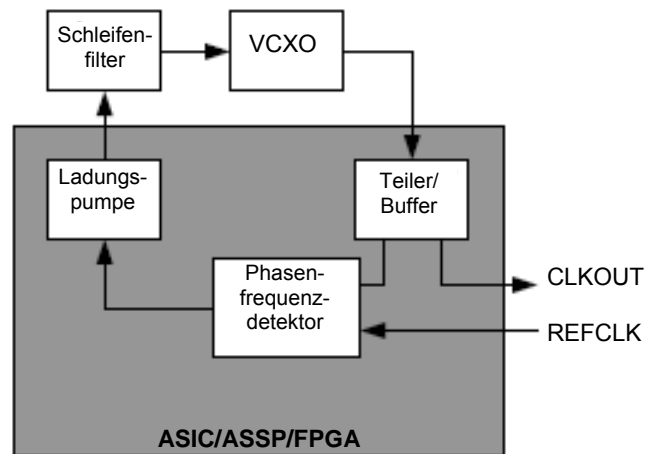 Schleifen-
filter
VCXO
Ladungs-
pumpe
Teiler/
Buffer
Phasen-
frequenz-
detektor
CLKOUT
REFCLK
ASIC/ASSP/FPGA